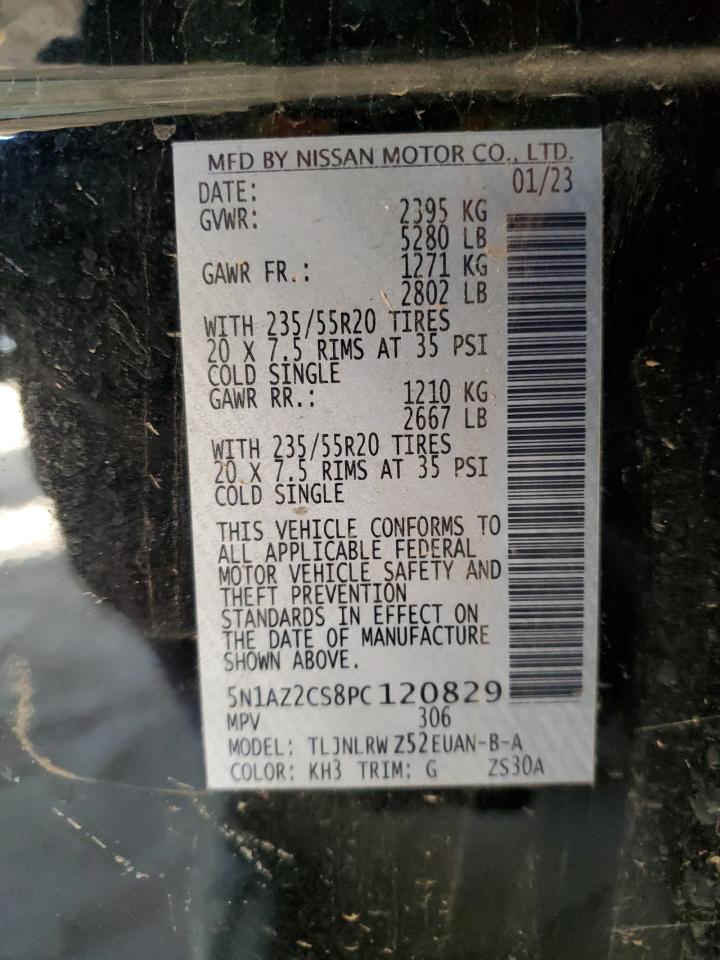 MFD BY NISSAN MOTOR CO., LTD.
DATE: 01/23
GVWR: 2395 KG
5280 LB
GAWR FR.: 1271 KG
2802 LB
WITH 235/55R20 TIRES
20 X 7.5 RIMS AT 35 PSI
COLD SINGLE
GAWR RR.: 1210 KG
2667 LB
WITH 235/55R20 TIRES
20 X 7.5 RIMS AT 35 PSI
COLD SINGLE
THIS VEHICLE CONFORMS TO
ALL APPLICABLE FEDERAL
MOTOR VEHICLE SAFETY AND
THEFT PREVENTION
STANDARDS IN EFFECT ON
THE DATE OF MANUFACTURE
SHOWN ABOVE.
5N1AZ2CS8PC120829
MPV 306
MODEL: TLJNLRW Z52EUAN-B-A
COLOR: KH3 TRIM: G ZS30A